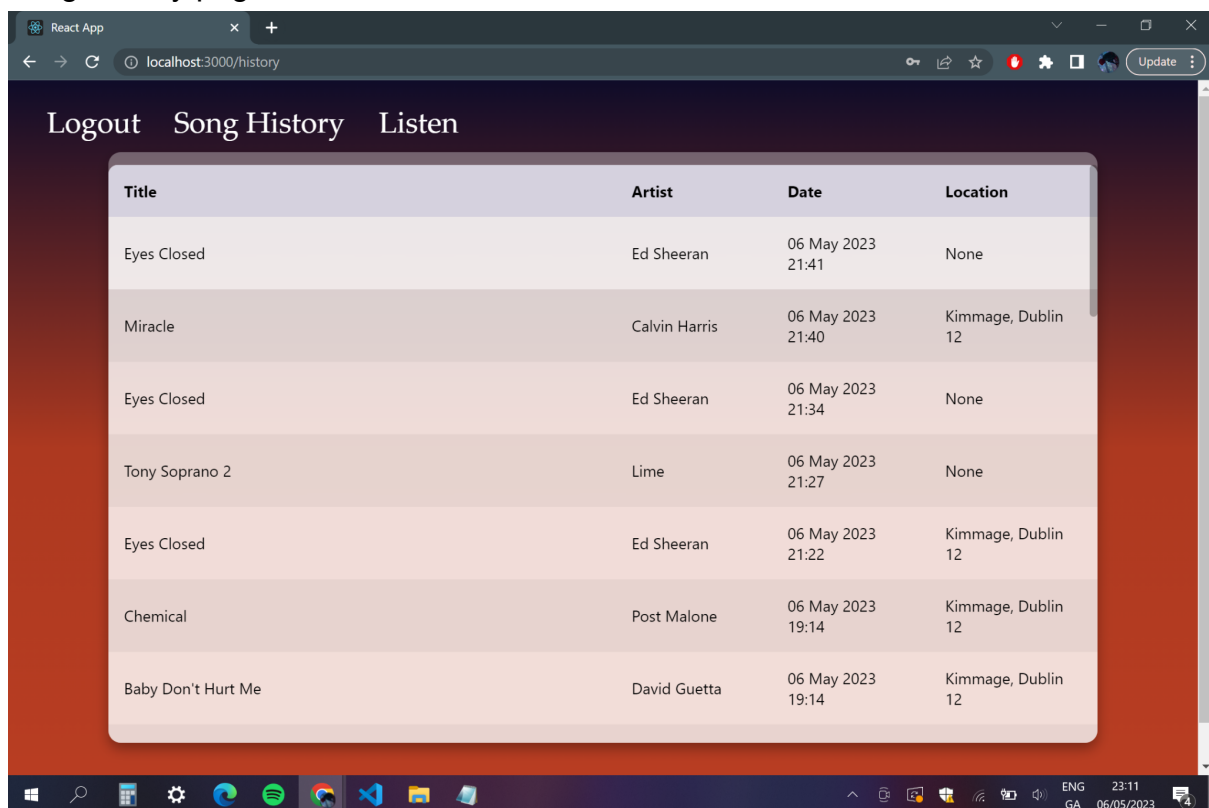 React App
localhost:3000/history
Update
Logout Song History Listen
Title Artist Date Location
Eyes Closed Ed Sheeran 06 May 2023 21:41 None
Miracle Calvin Harris 06 May 2023 21:40 Kimmage, Dublin 12
Eyes Closed Ed Sheeran 06 May 2023 21:34 None
Tony Soprano 2 Lime 06 May 2023 21:27 None
Eyes Closed Ed Sheeran 06 May 2023 21:22 Kimmage, Dublin 12
Chemical Post Malone 06 May 2023 19:14 Kimmage, Dublin 12
Baby Don't Hurt Me David Guetta 06 May 2023 19:14 Kimmage, Dublin 12
ENG 23:11
GA 06/05/2023 4